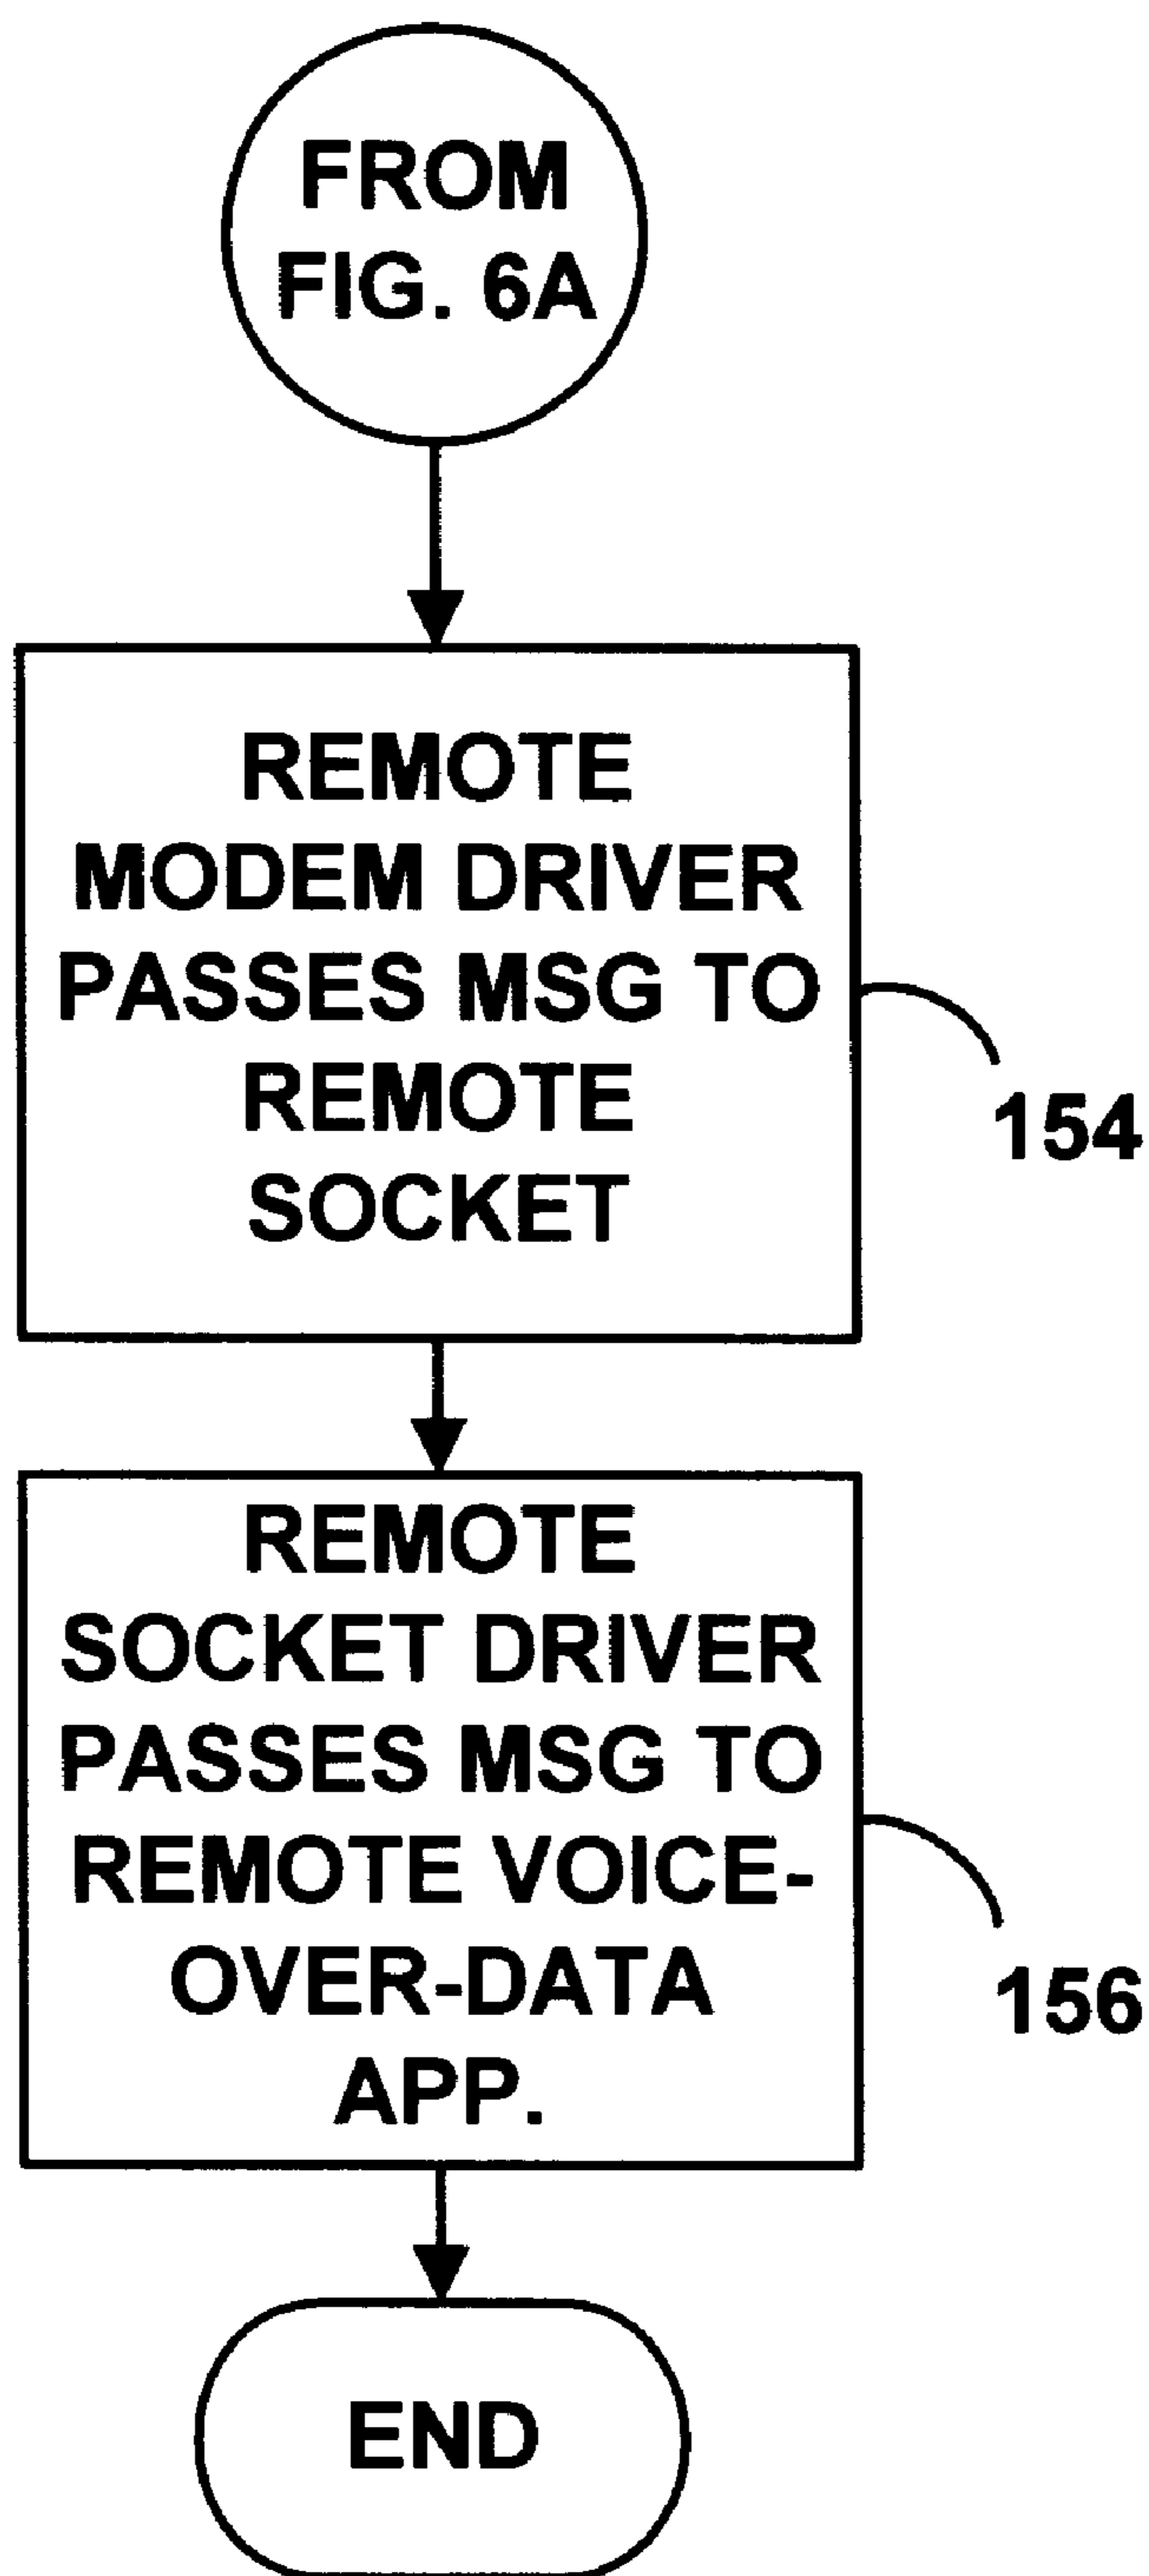 FROM
FIG. 6A
REMOTE
MODEM DRIVER
PASSES MSG TO
REMOTE
SOCKET
154
REMOTE
SOCKET DRIVER
PASSES MSG TO
REMOTE VOICE-
OVER-DATA
APP.
156
END